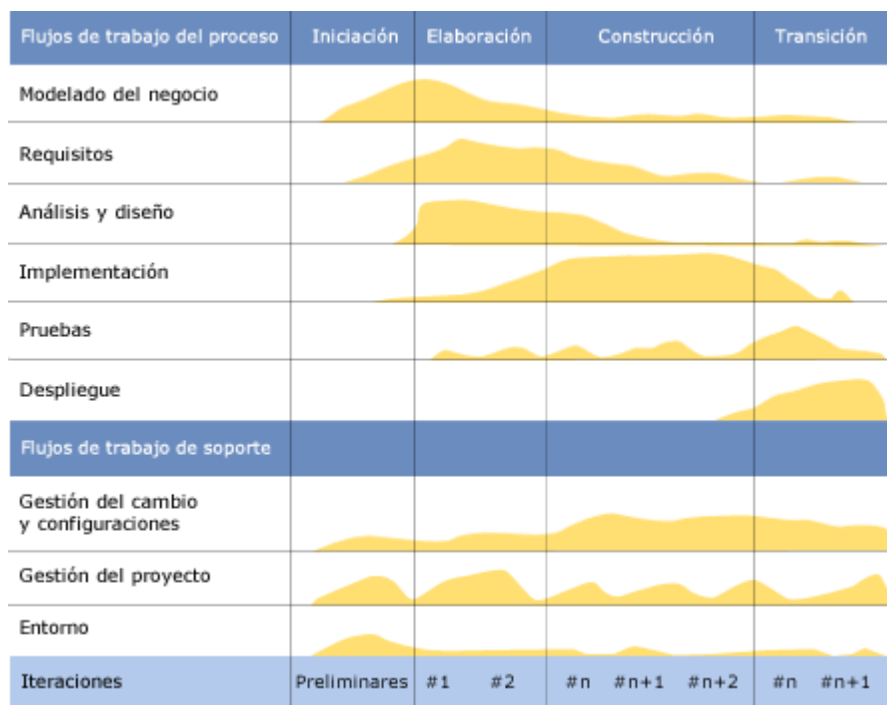 Flujos de trabajo del proceso Iniciación Elaboración Construcción Transición
Modelado del negocio
Requisitos
Análisis y diseño
Implementación
Pruebas
Despliegue
Flujos de trabajo de soporte
Gestión del cambio
y configuraciones
Gestión del proyecto
Entorno
Iteraciones Preliminares #1 #2 #n #n+1 #n+2 #n #n+1